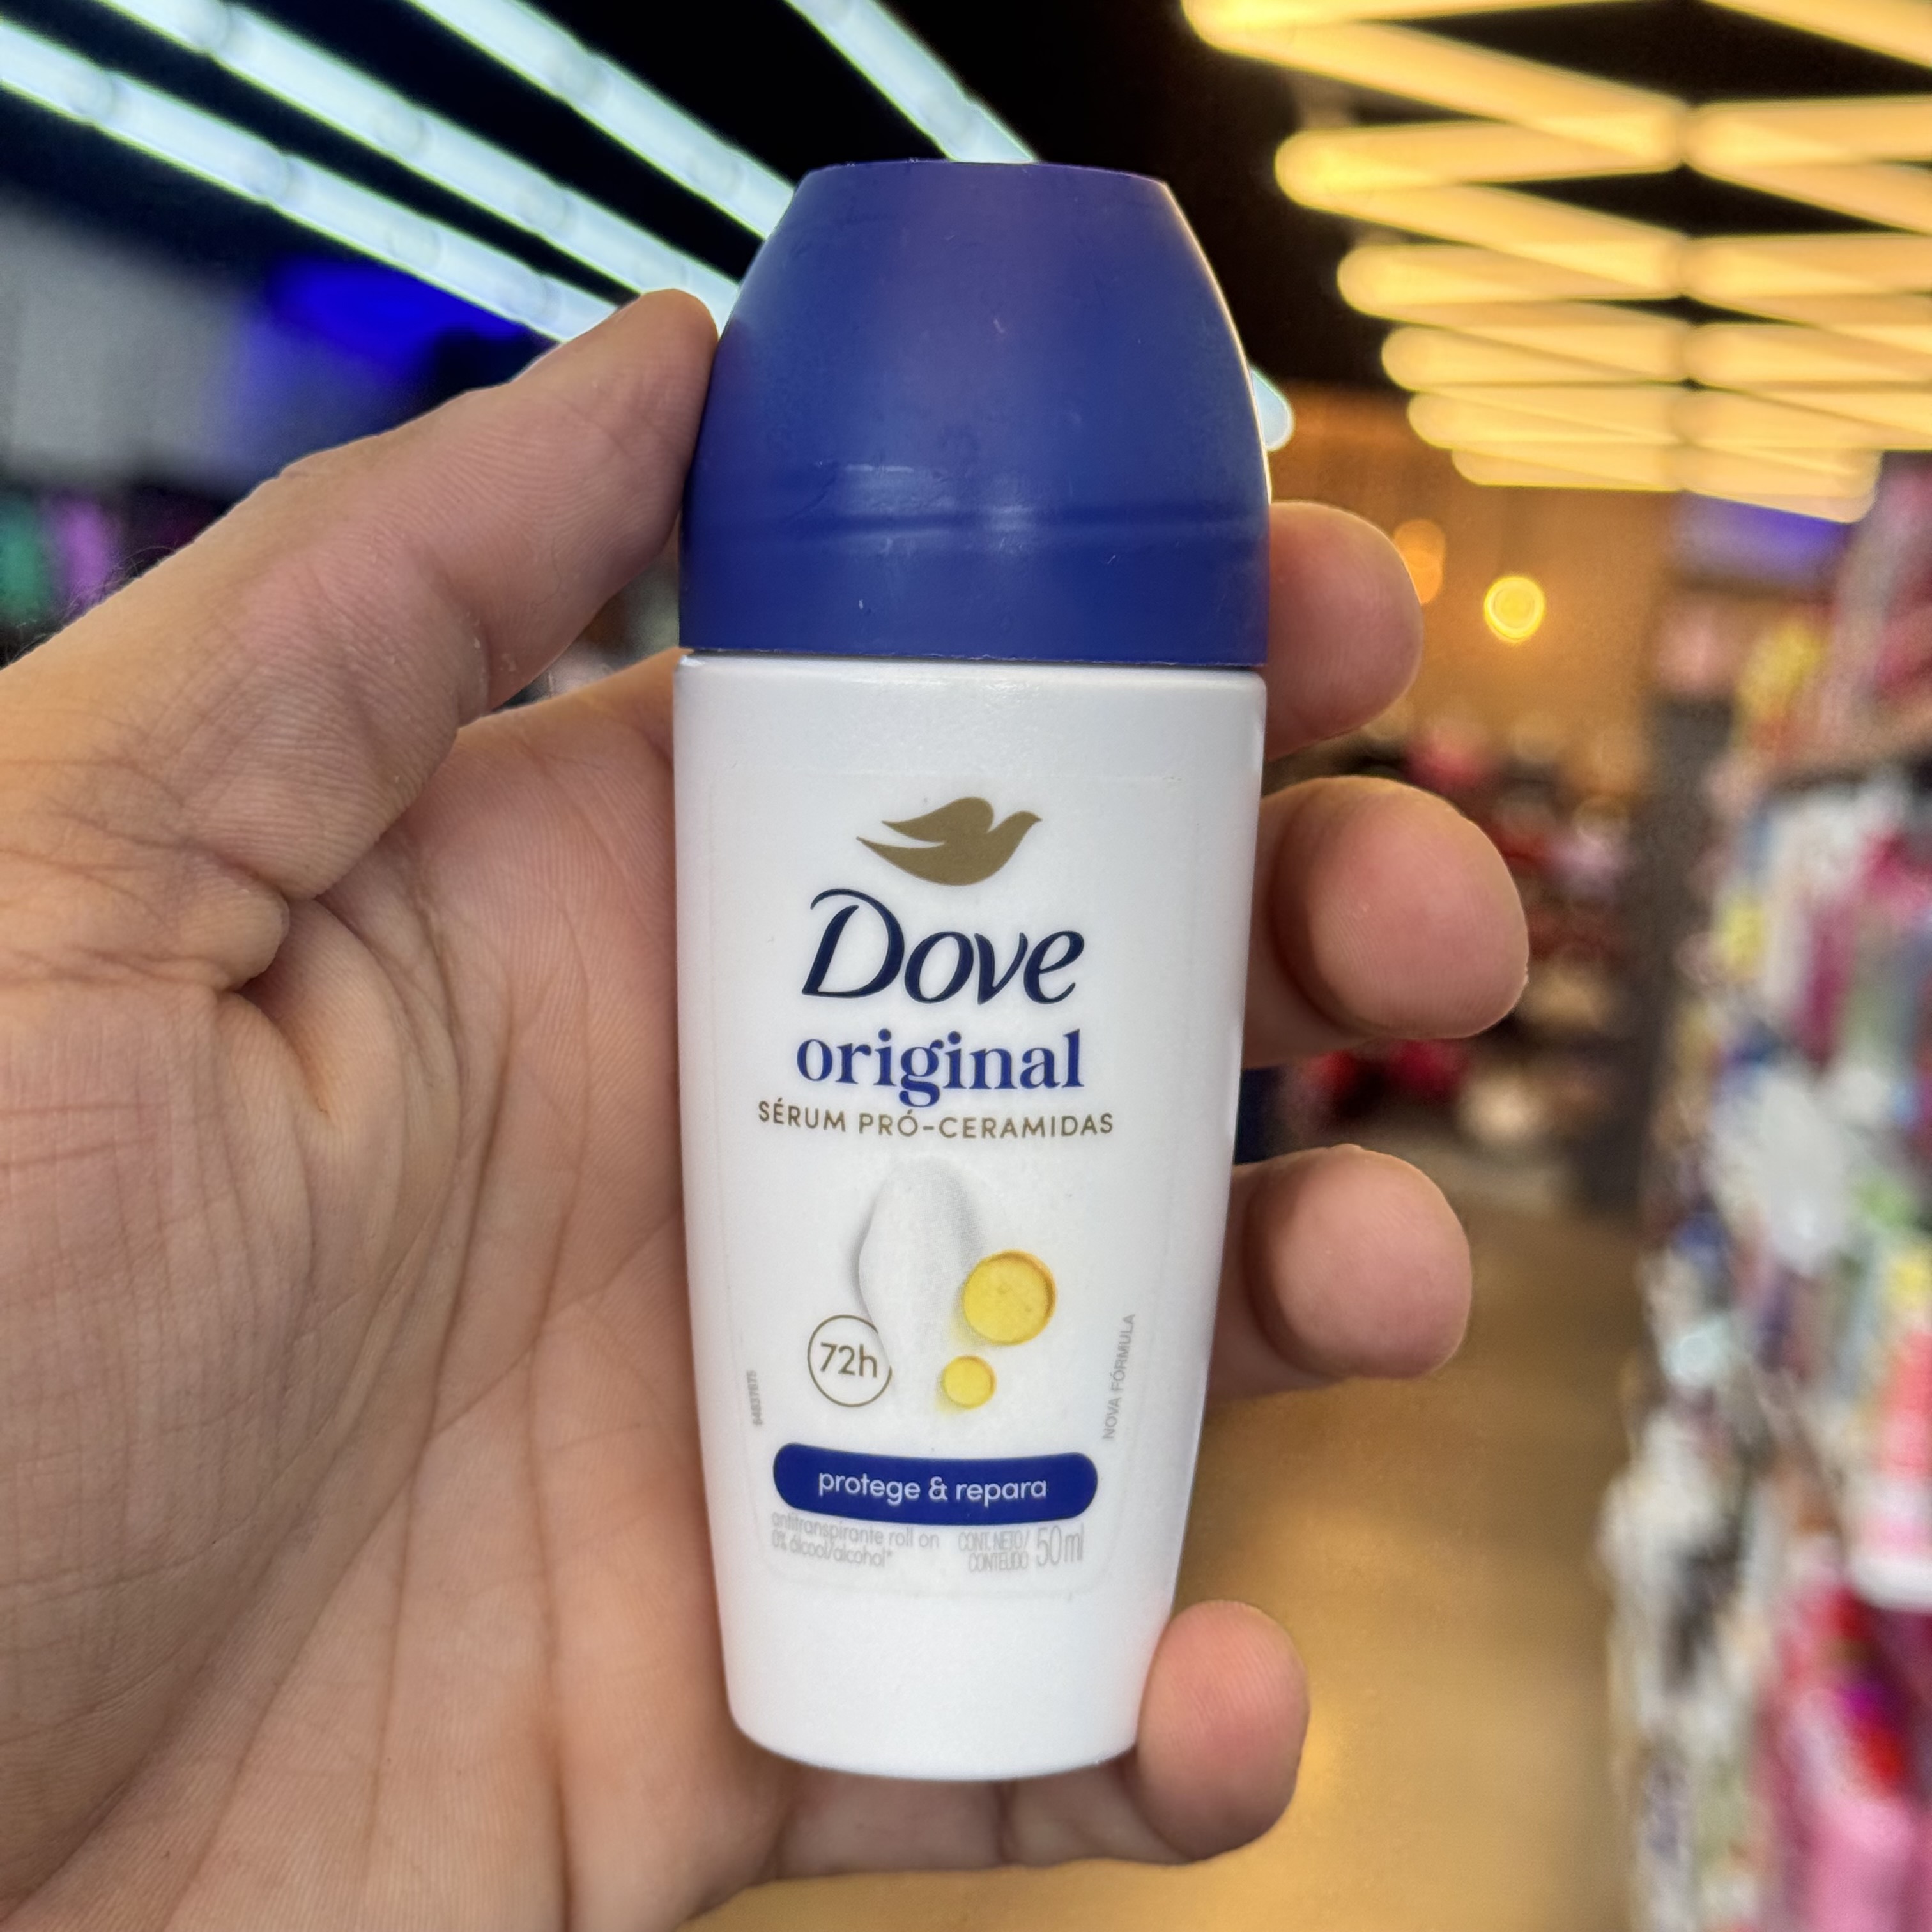 Dove
original
SÉRUM PRÓ-CERAMIDAS
72h
NOVA FÓRMULA
protege & repara
antitranspirante roll on
0% álcool/alcohol*
CONT. NETO/
CONTEÚDO
50ml